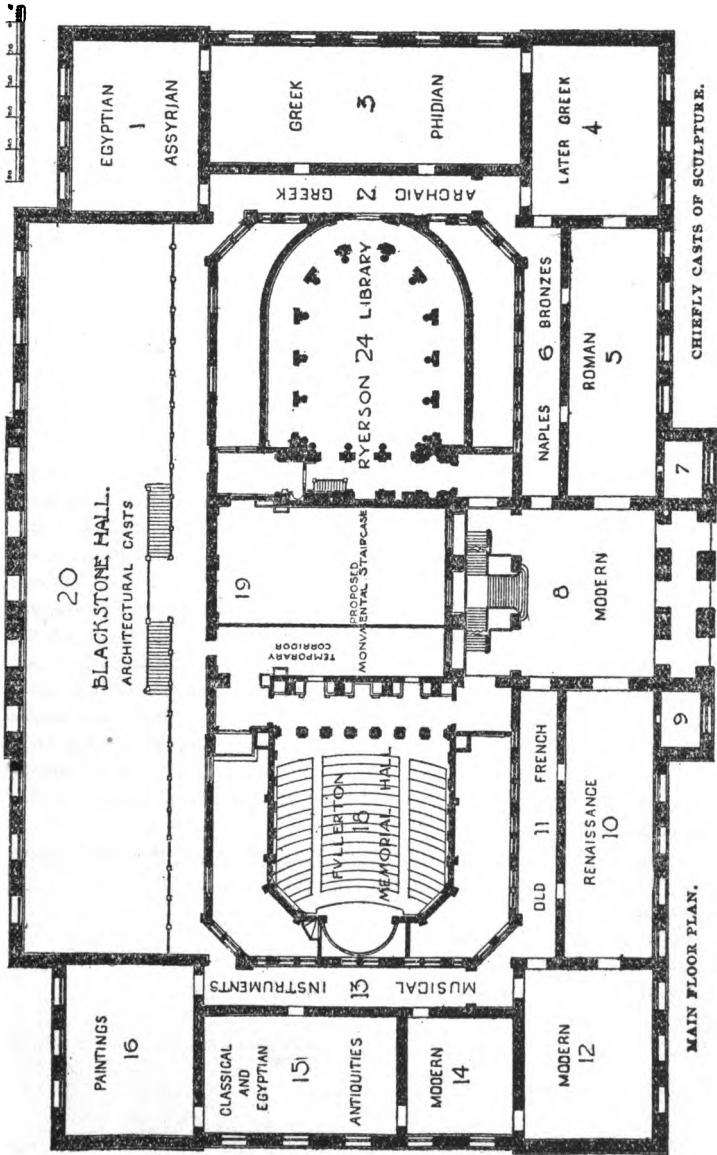 EGYPTIAN
1
ASSYRIAN
GREEK
3
PHIDIAN
LATER GREEK
4
ARCHAIC 2 GREEK
20
BLACKSTONE HALL.
ARCHITECTURAL CASTS
RYERSON 24 LIBRARY
NAPLES 6 BRONZES
ROMAN
5
7
19
PROPOSED
MONVMENTAL STAIRCASE
TEMPORARY
CORRIDOR
8
MODERN
9
FVLLERTON
18
MEMORIAL HALL
OLD 11 FRENCH
RENAISSANCE
10
MUSICAL 13 INSTRUMENTS
PAINTINGS
16
CLASSICAL
AND
EGYPTIAN
15
ANTIQUITIES
MODERN
14
MODERN
12
MAIN FLOOR PLAN.
CHIEFLY CASTS OF SCULPTURE.